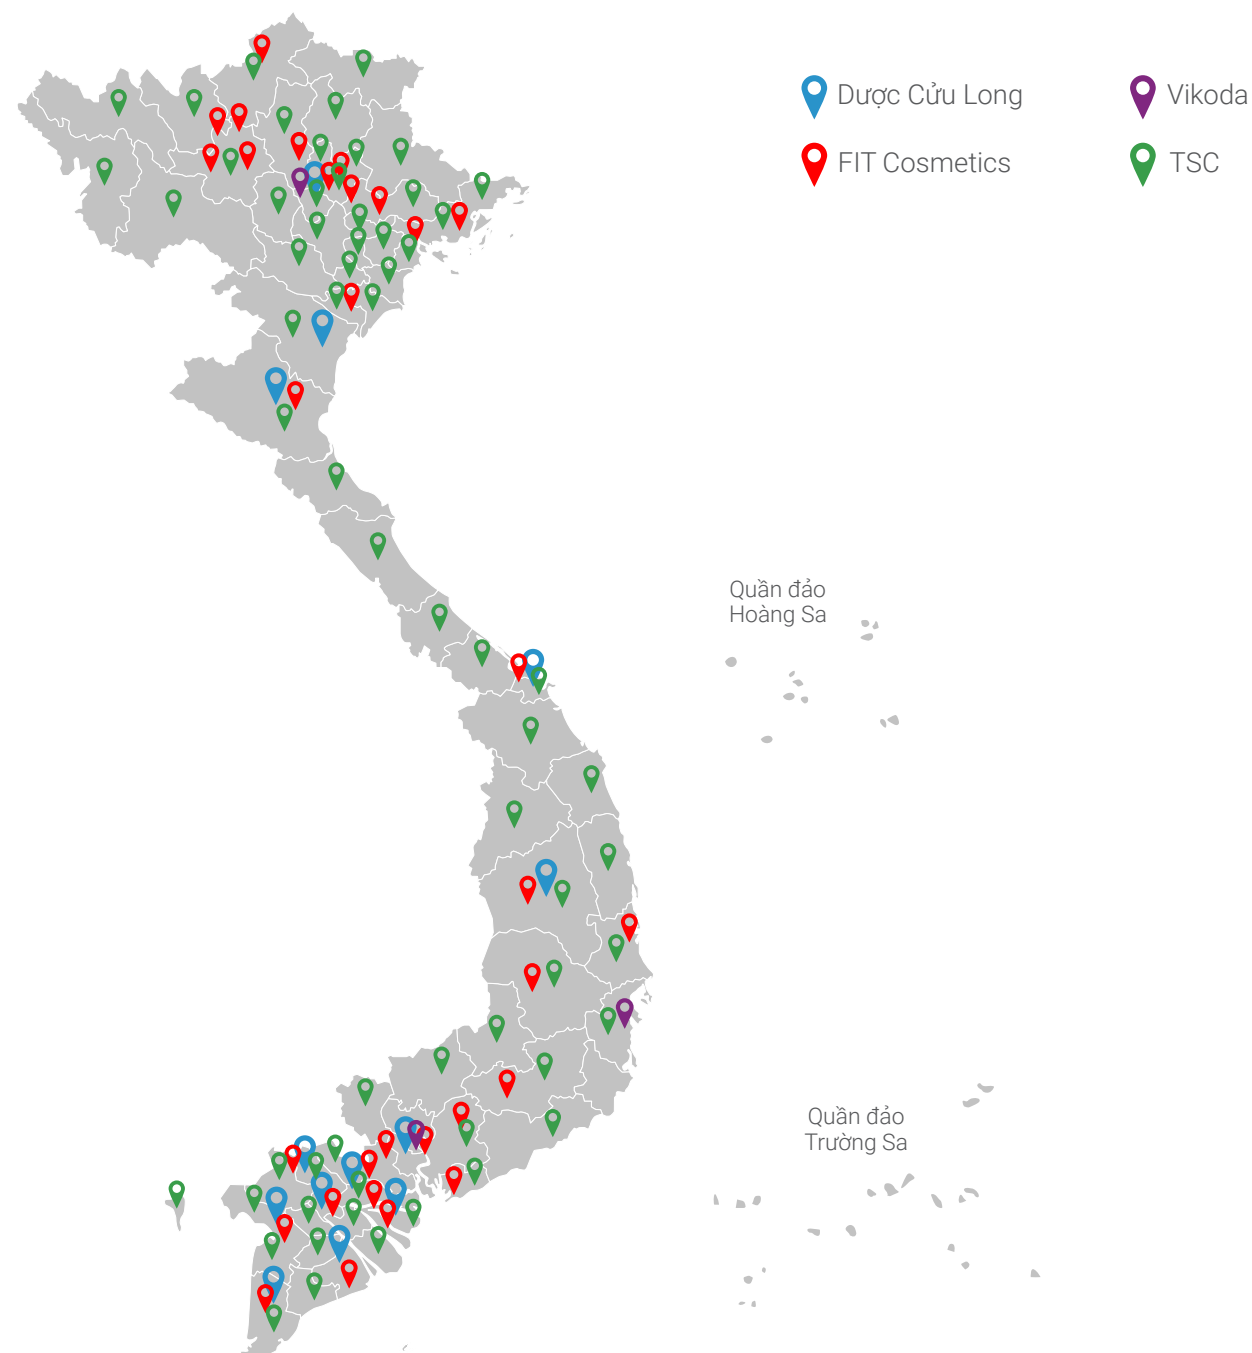 Dược Cửu Long
Vikoda
FIT Cosmetics
TSC
Quần đảo
Hoàng Sa
Quần đảo
Trường Sa